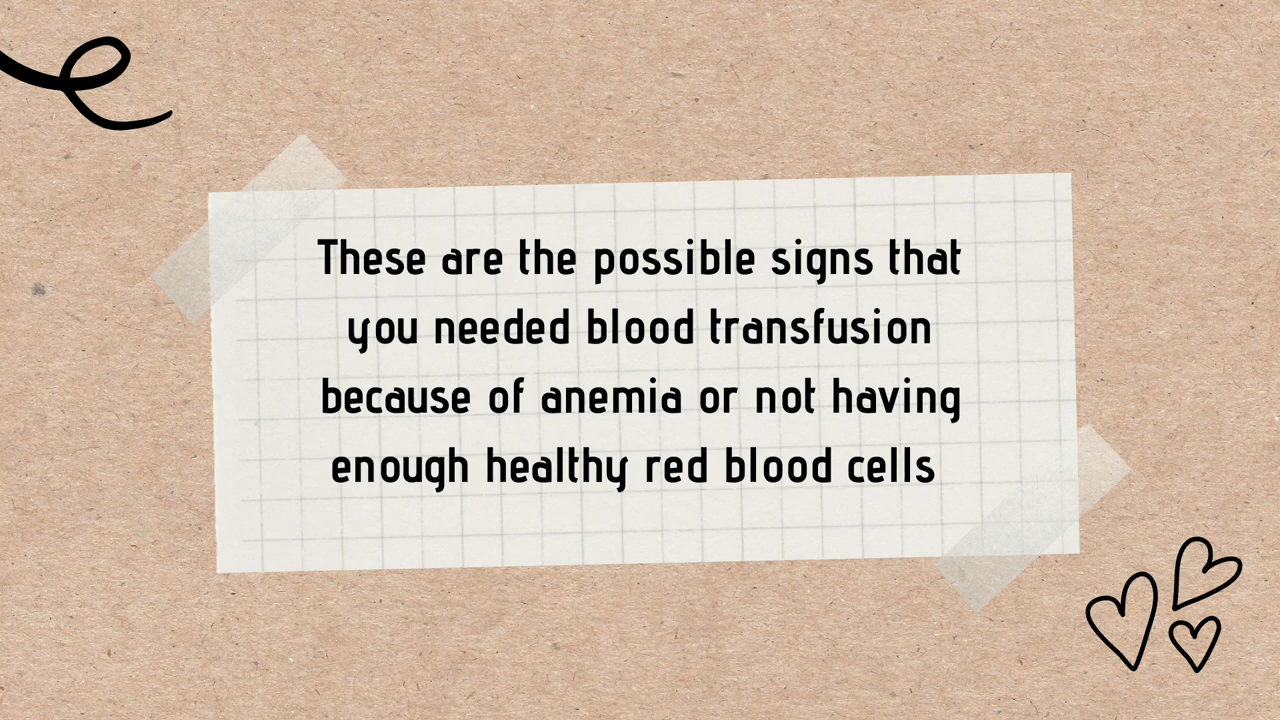 These are the possible signs that
you needed blood transfusion
because of anemia or not having
enough healthy red blood cells